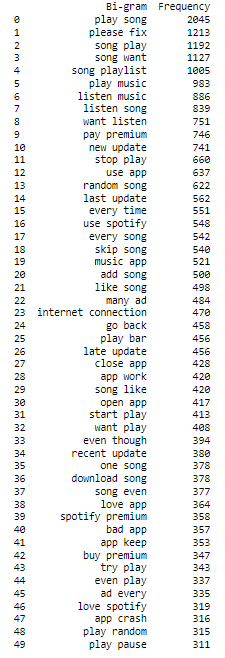 Bi-gram Frequency
0 play song 2045
1 please fix 1213
2 song play 1192
3 song want 1127
4 song playlist 1005
5 play music 983
6 listen music 886
7 listen song 839
8 want listen 751
9 pay premium 746
10 new update 741
11 stop play 660
12 use app 637
13 random song 622
14 last update 562
15 every time 551
16 use spotify 548
17 every song 542
18 skip song 540
19 music app 521
20 add song 500
21 like song 498
22 many ad 484
23 internet connection 470
24 go back 458
25 play bar 456
26 late update 456
27 close app 428
28 app work 420
29 song like 420
30 open app 417
31 start play 413
32 want play 408
33 even though 394
34 recent update 380
35 one song 378
36 download song 378
37 song even 377
38 love app 364
39 spotify premium 358
40 bad app 357
41 app keep 353
42 buy premium 347
43 try play 343
44 even play 337
45 ad every 335
46 love spotify 319
47 app crash 316
48 play random 315
49 play pause 311